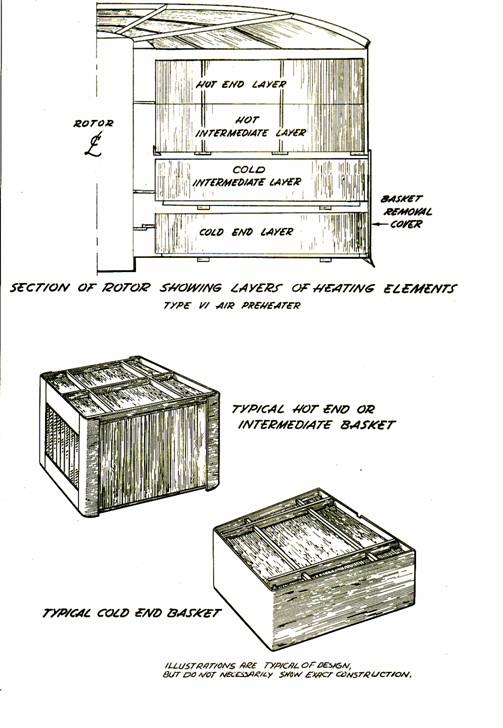 HOT END LAYER
HOT
INTERMEDIATE LAYER
ROTOR
℄
COLD
INTERMEDIATE LAYER
BASKET
REMOVAL
COVER
COLD END LAYER
SECTION OF ROTOR SHOWING LAYERS OF HEATING ELEMENTS
TYPE VI AIR PREHEATER
TYPICAL HOT END OR
INTERMEDIATE BASKET
TYPICAL COLD END BASKET
ILLUSTRATIONS ARE TYPICAL OF DESIGN,
BUT DO NOT NECESSARILY SHOW EXACT CONSTRUCTION.